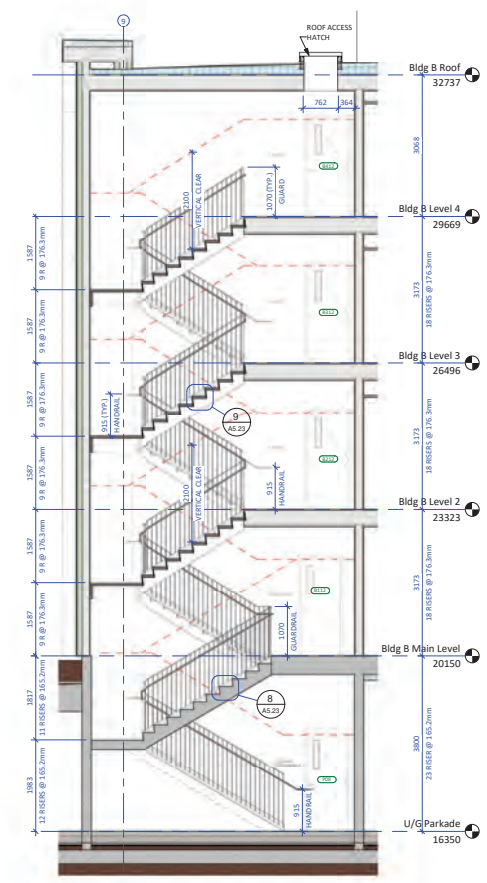 9
ROOF ACCESS
HATCH
Bldg B Roof
32737
762
364
3068
B412
2100
VERTICAL CLEAR
1070 (TYP.)
GUARD
Bldg B Level 4
29669
1587
9 R @ 176.3mm
3173
18 RISERS @ 176.3mm
B312
1587
9 R @ 176.3mm
Bldg B Level 3
26496
915 (TYP.)
HANDRAIL
9
A5.23
1587
9 R @ 176.3mm
3173
18 RISERS @ 176.3mm
B212
2100
VERTICAL CLEAR
915
HANDRAIL
1587
9 R @ 176.3mm
Bldg B Level 2
23323
1587
9 R @ 176.3mm
3173
18 RISERS @ 176.3mm
B112
1587
9 R @ 176.3mm
1070
GUARDRAIL
Bldg B Main Level
20150
8
A5.23
1817
11 RISERS @ 165.2mm
3800
23 RISER @ 165.2mm
1983
12 RISERS @ 165.2mm
915
HANDRAIL
U/G Parkade
16350